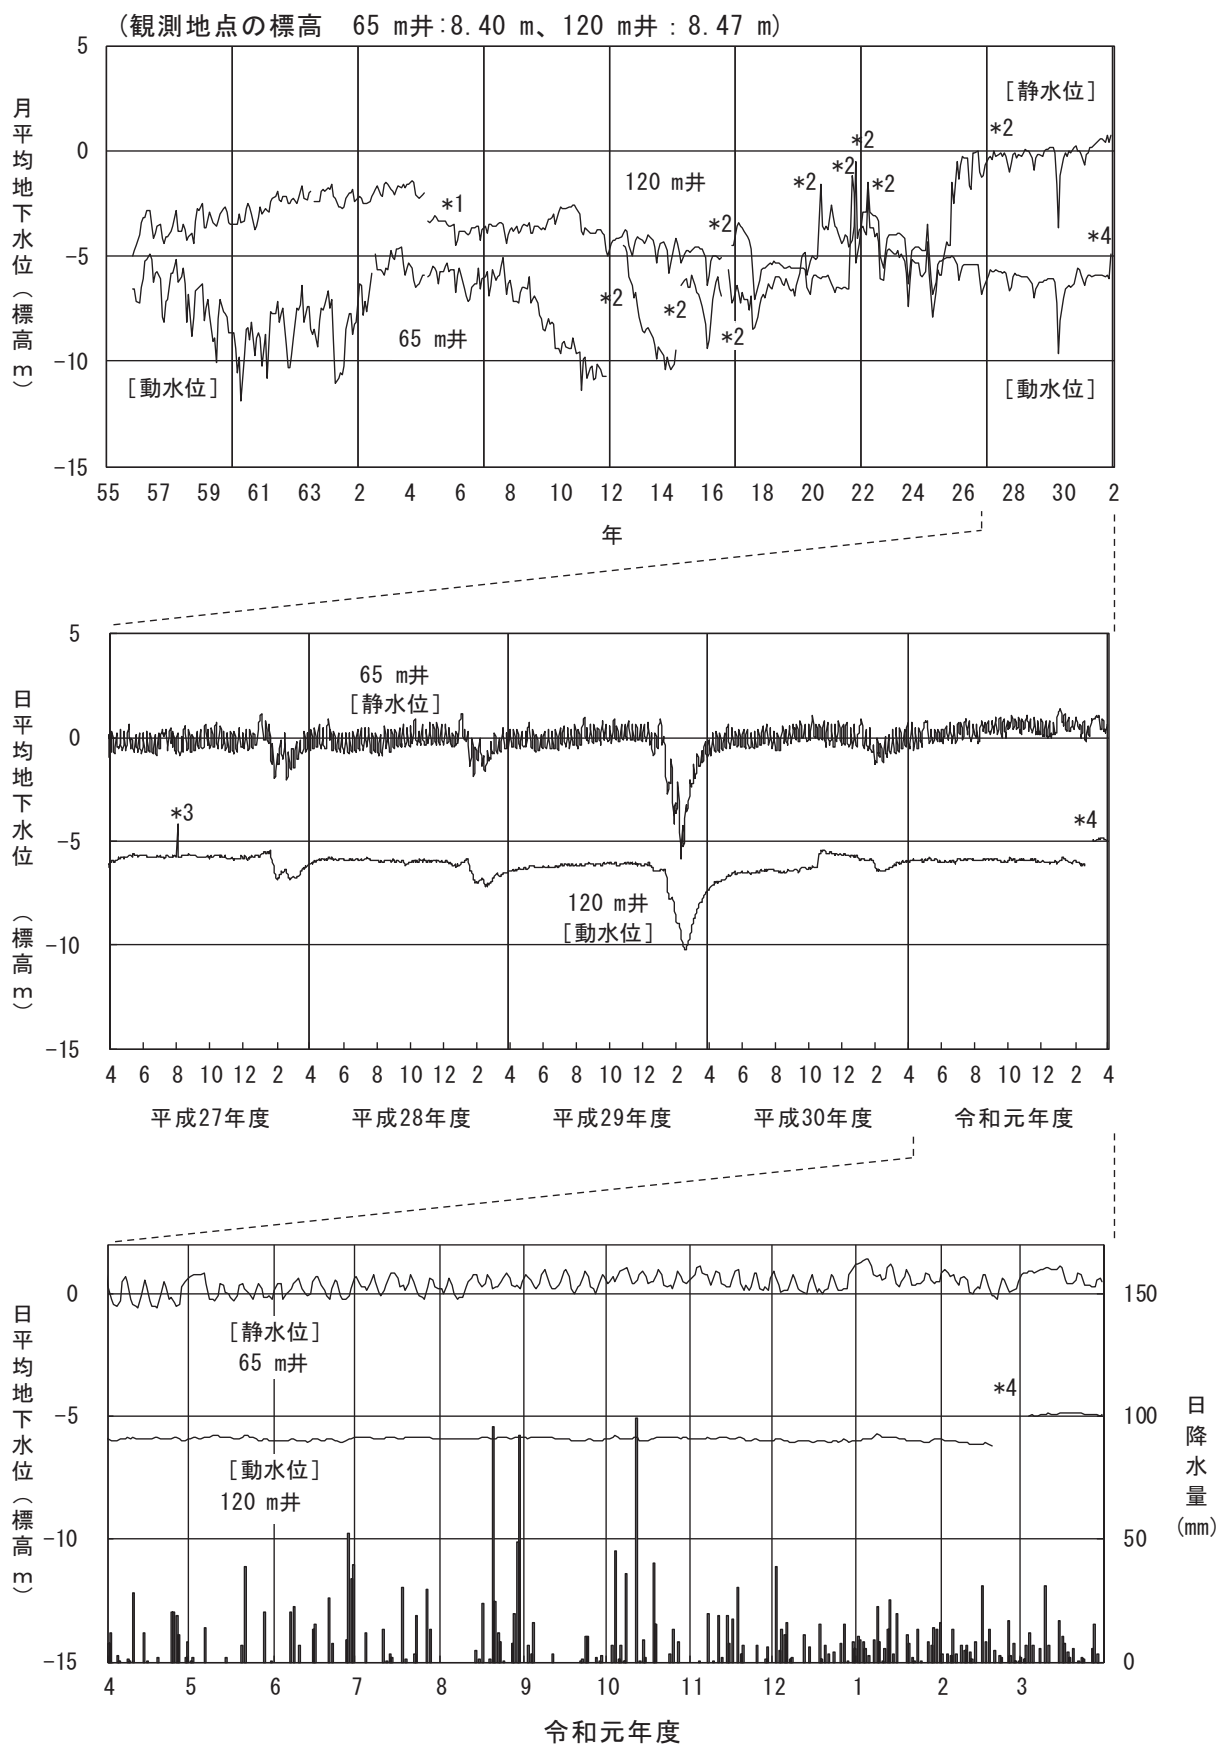 (観測地点の標高 65 m井:8.40 m、120 m井：8.47 m)
月平均地下水位（標高m）
5
0
-5
-10
-15
[静水位]
*2
*2
*2
*2
*2
120 m井
*1
*2
*4
*2
*2
*2
65 m井
[動水位]
[動水位]
55 57 59 61 63 2 4 6 8 10 12 14 16 18 20 22 24 26 28 30 2
年
日平均地下水位（標高m）
5
0
-5
-10
-15
65 m井
[静水位]
*3
*4
120 m井
[動水位]
4 6 8 10 12 2 4 6 8 10 12 2 4 6 8 10 12 2 4 6 8 10 12 2 4 6 8 10 12 2 4
平成27年度 平成28年度 平成29年度 平成30年度 令和元年度
日平均地下水位（標高m）
0
-5
-10
-15
[静水位]
65 m井
*4
[動水位]
120 m井
150
100
50
0
日降水量(mm)
4 5 6 7 8 9 10 11 12 1 2 3
令和元年度